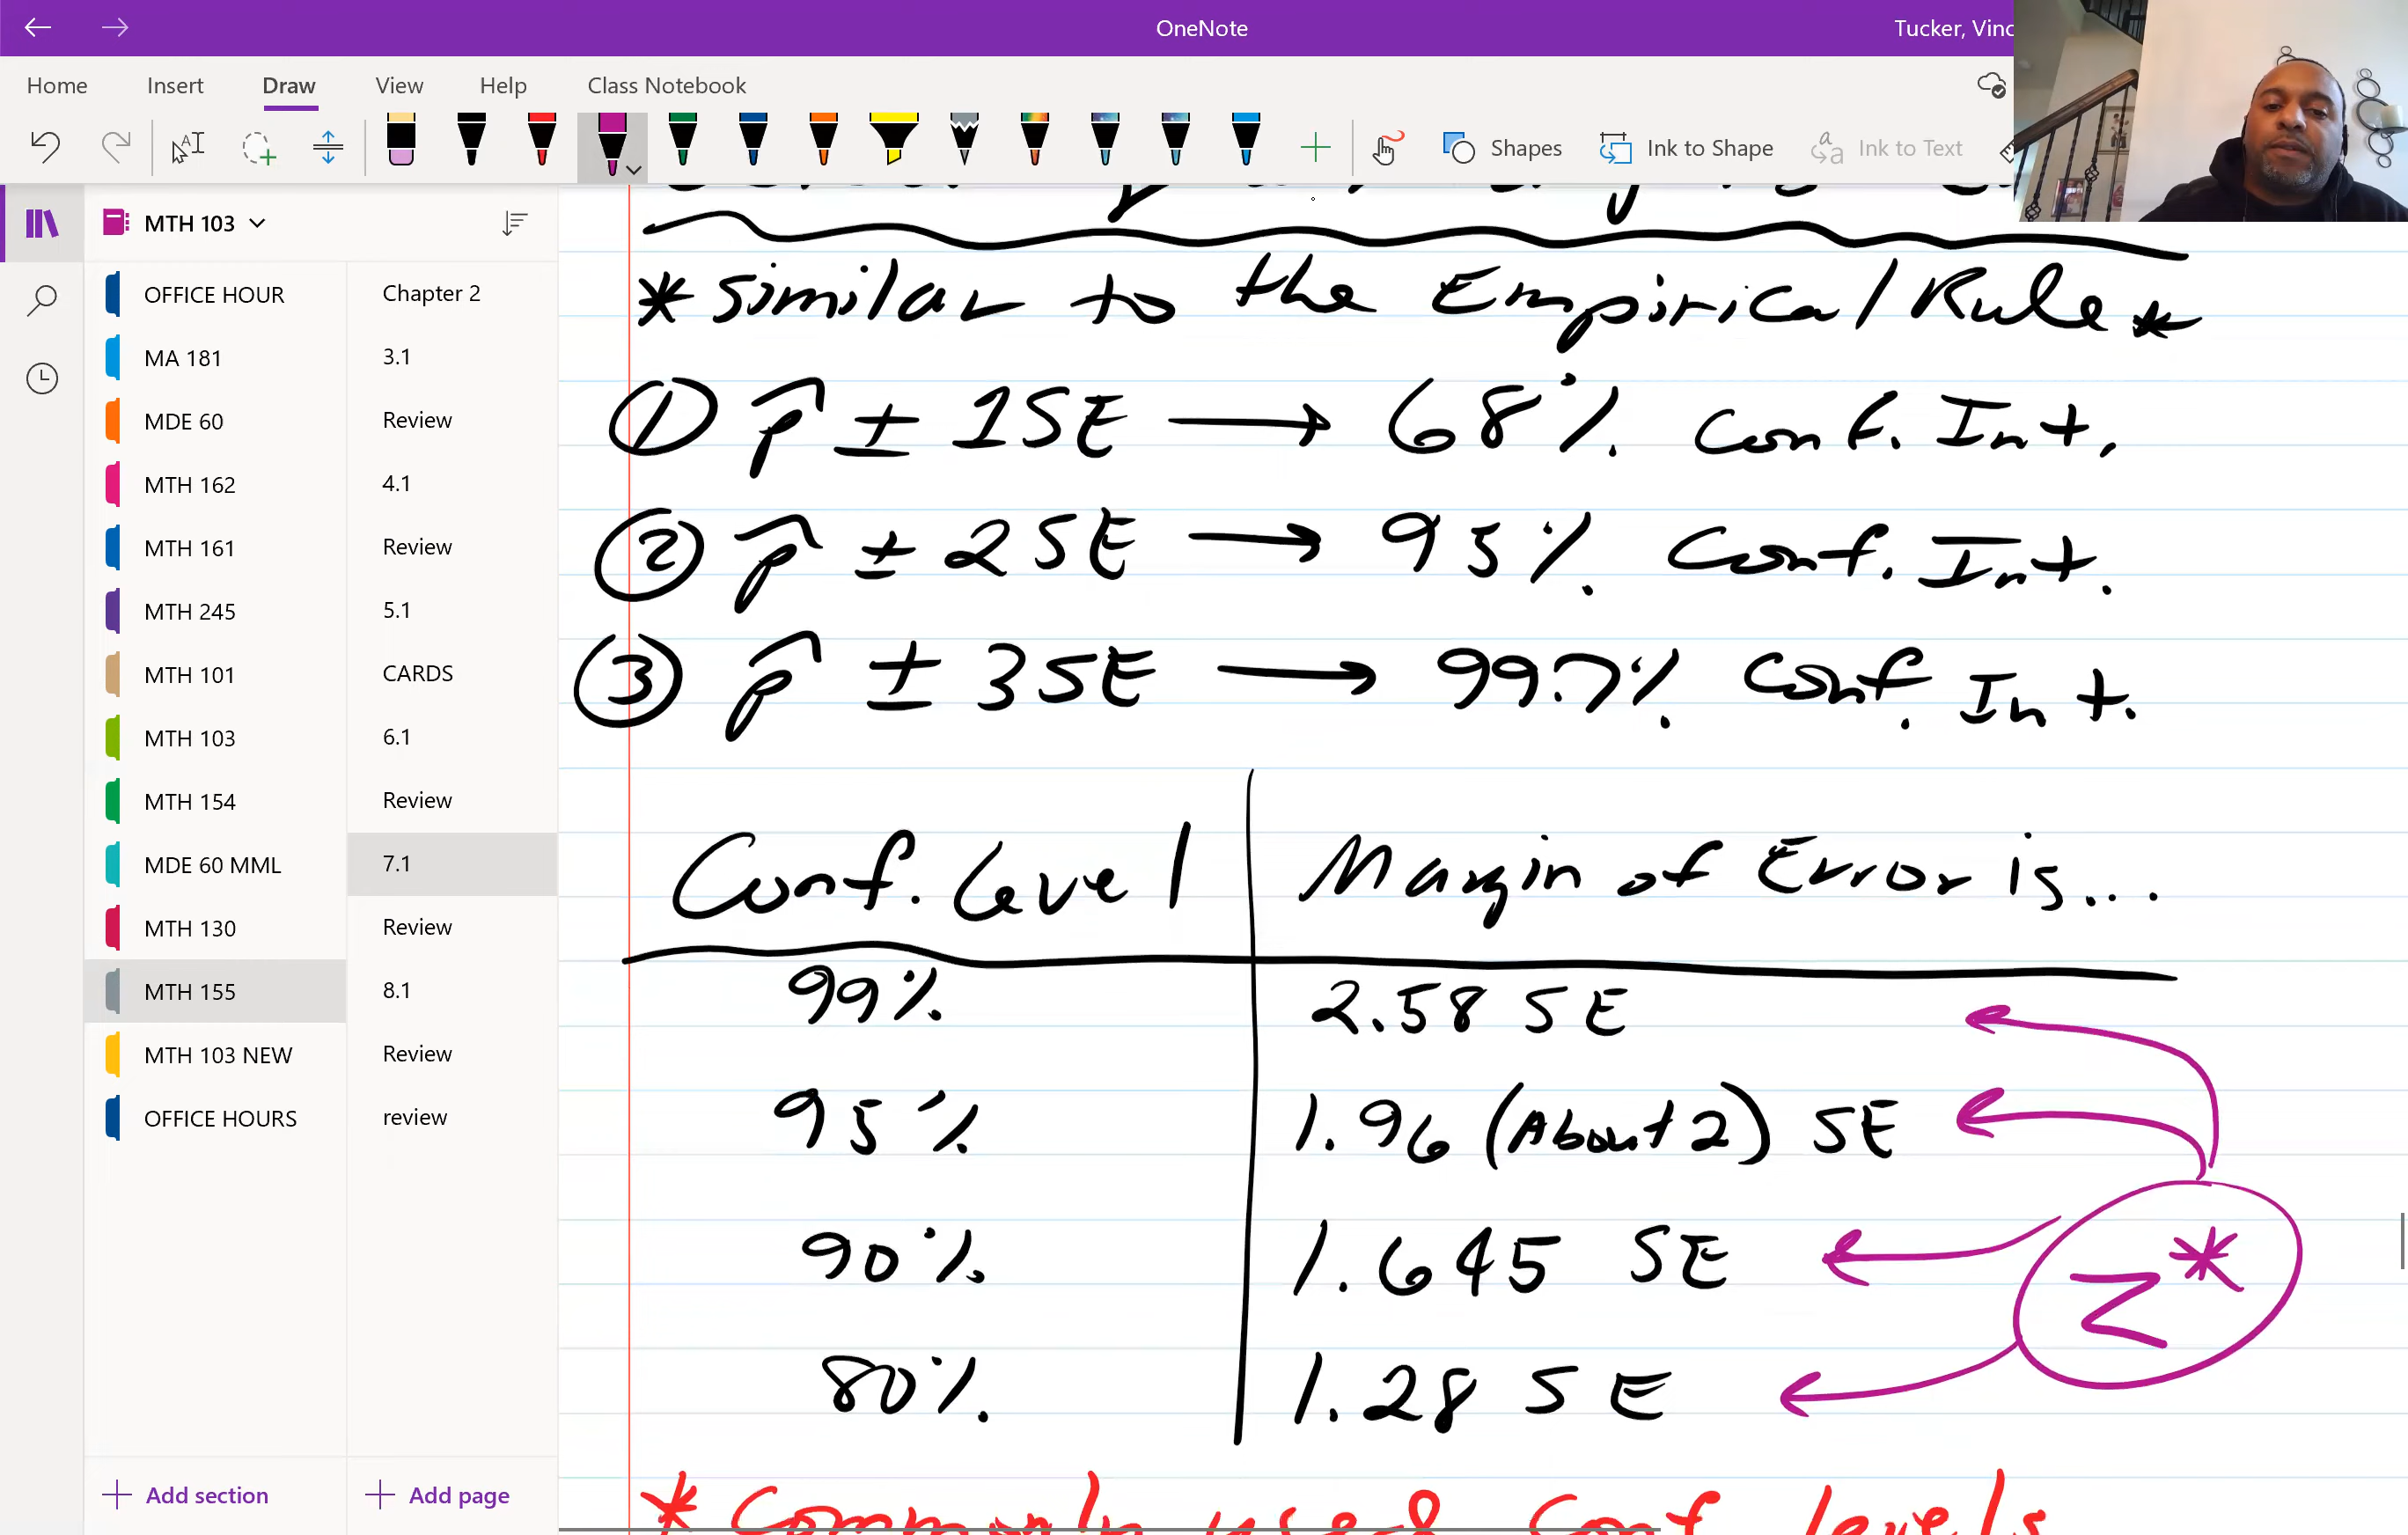 OneNote
Tucker, Vinc
Home Insert Draw View Help Class Notebook
Shapes Ink to Shape Ink to Text
MTH 103
OFFICE HOUR
MA 181
MDE 60
MTH 162
MTH 161
MTH 245
MTH 101
MTH 103
MTH 154
MDE 60 MML
MTH 130
MTH 155
MTH 103 NEW
OFFICE HOURS
Add section
Chapter 2
3.1
Review
4.1
Review
5.1
CARDS
6.1
Review
7.1
Review
8.1
Review
review
Add page
* Similar to the Empirical Rule *
① p̂ ± 1SE → 68% Conf. Int.
② p̂ ± 2SE → 95% Conf. Int.
③ p̂ ± 3SE → 99.7% Conf. Int.
Conf. Level | Margin of Error is...
99% 2.58 SE
95% 1.96 (About 2) SE
90% 1.645 SE
80% 1.28 SE
z*
* Commonly used Conf levels